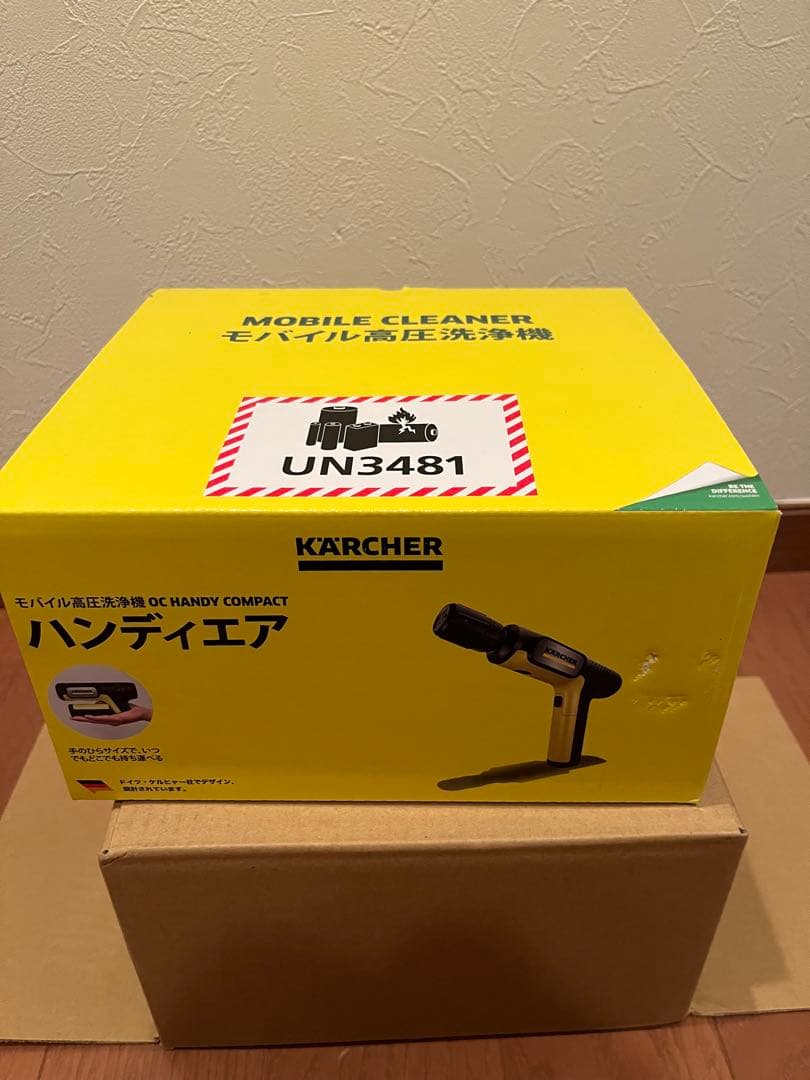 MOBILE CLEANER
モバイル高圧洗浄機
UN3481
BE THE
DIFFERENCE
KÄRCHER
モバイル高圧洗浄機 OC HANDY COMPACT
ハンディエア
KÄRCHER
手のひらサイズで、いつ
でもどこでも持ち運べる
ドイツ・ケルヒャー社でデザイン、
設計されています。